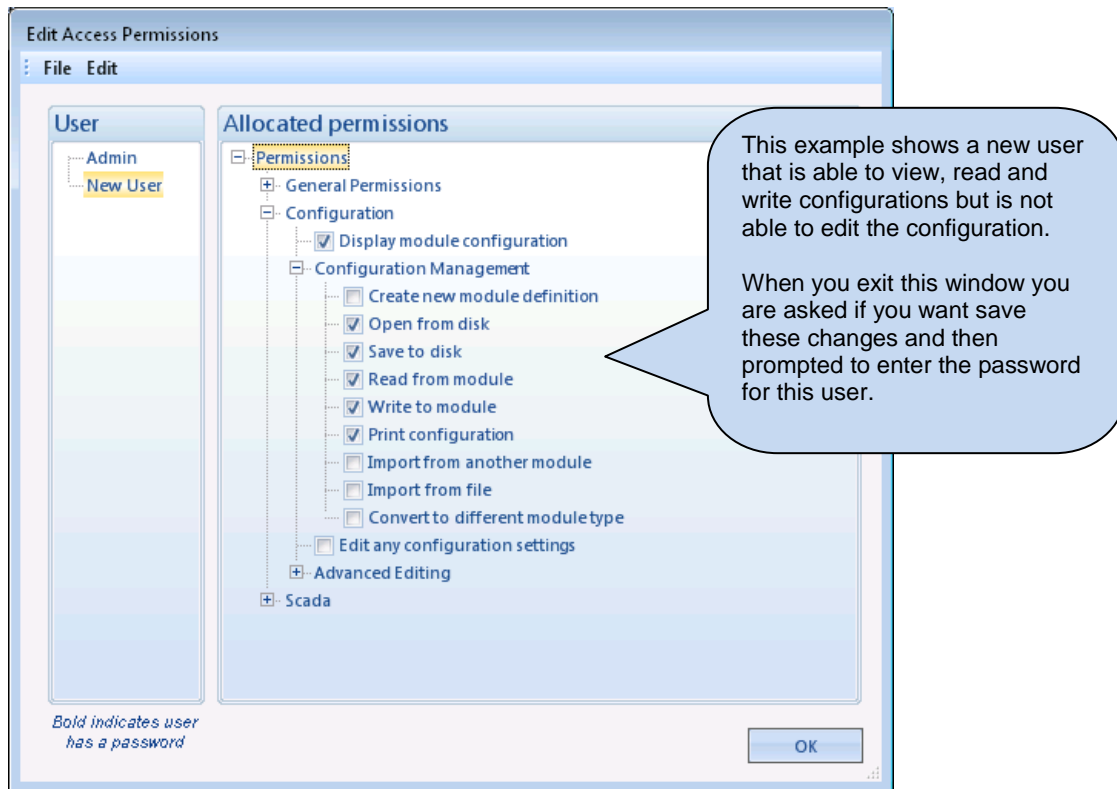 Edit Access Permissions
File Edit
User
Admin
New User
Allocated permissions
Permissions
General Permissions
Configuration
Display module configuration
Configuration Management
Create new module definition
Open from disk
Save to disk
Read from module
Write to module
Print configuration
Import from another module
Import from file
Convert to different module type
Edit any configuration settings
Advanced Editing
Scada
This example shows a new user
that is able to view, read and
write configurations but is not
able to edit the configuration.
When you exit this window you
are asked if you want save
these changes and then
prompted to enter the password
for this user.
Bold indicates user
has a password
OK